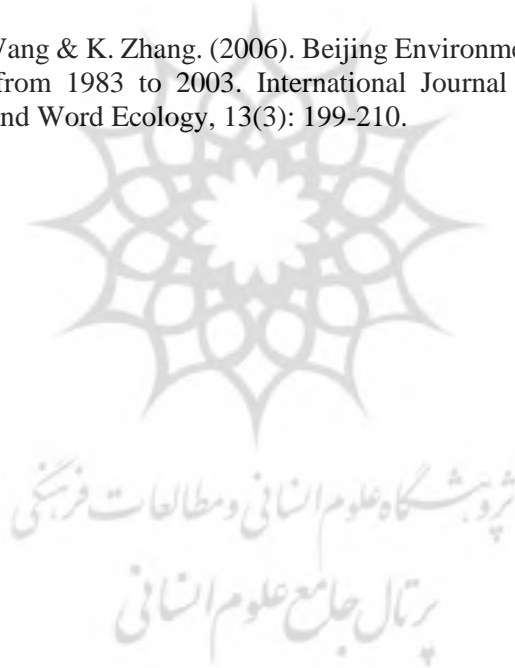 Wang & K. Zhang. (2006). Beijing Environme
from 1983 to 2003. International Journal
nd Word Ecology, 13(3): 199-210.
پژوهشگاه علوم انسانی و مطالعات فرهنگی
پرتال جامع علوم انسانی